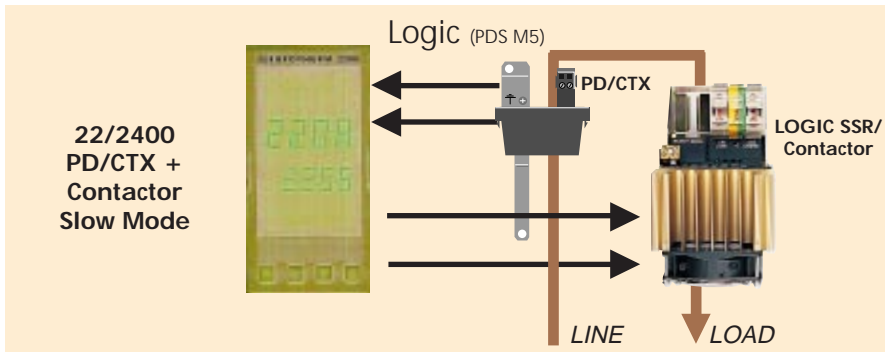 Logic (PDS M5)
PD/CTX
22/2400
PD/CTX +
Contactor
Slow Mode
LOGIC SSR/
Contactor
LINE
LOAD